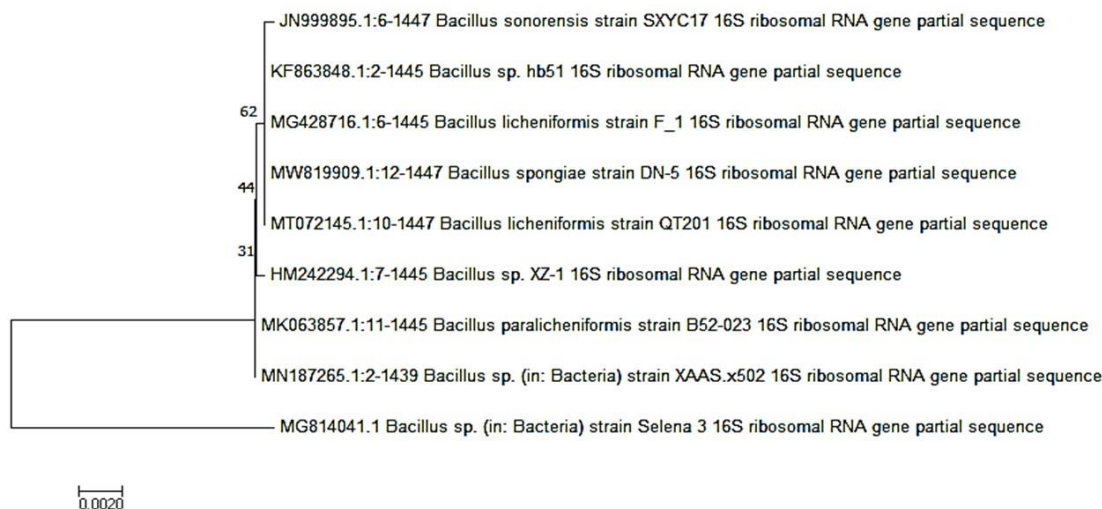 JN999895.1:6-1447 Bacillus sonorensis strain SXYC17 16S ribosomal RNA gene partial sequence
KF863848.1:2-1445 Bacillus sp. hb51 16S ribosomal RNA gene partial sequence
62
MG428716.1:6-1445 Bacillus licheniformis strain F_1 16S ribosomal RNA gene partial sequence
MW819909.1:12-1447 Bacillus spongiae strain DN-5 16S ribosomal RNA gene partial sequence
44
MT072145.1:10-1447 Bacillus licheniformis strain QT201 16S ribosomal RNA gene partial sequence
31
HM242294.1:7-1445 Bacillus sp. XZ-1 16S ribosomal RNA gene partial sequence
MK063857.1:11-1445 Bacillus paralicheniformis strain B52-023 16S ribosomal RNA gene partial sequence
MN187265.1:2-1439 Bacillus sp. (in: Bacteria) strain XAAS.x502 16S ribosomal RNA gene partial sequence
MG814041.1 Bacillus sp. (in: Bacteria) strain Selena 3 16S ribosomal RNA gene partial sequence
0.0020